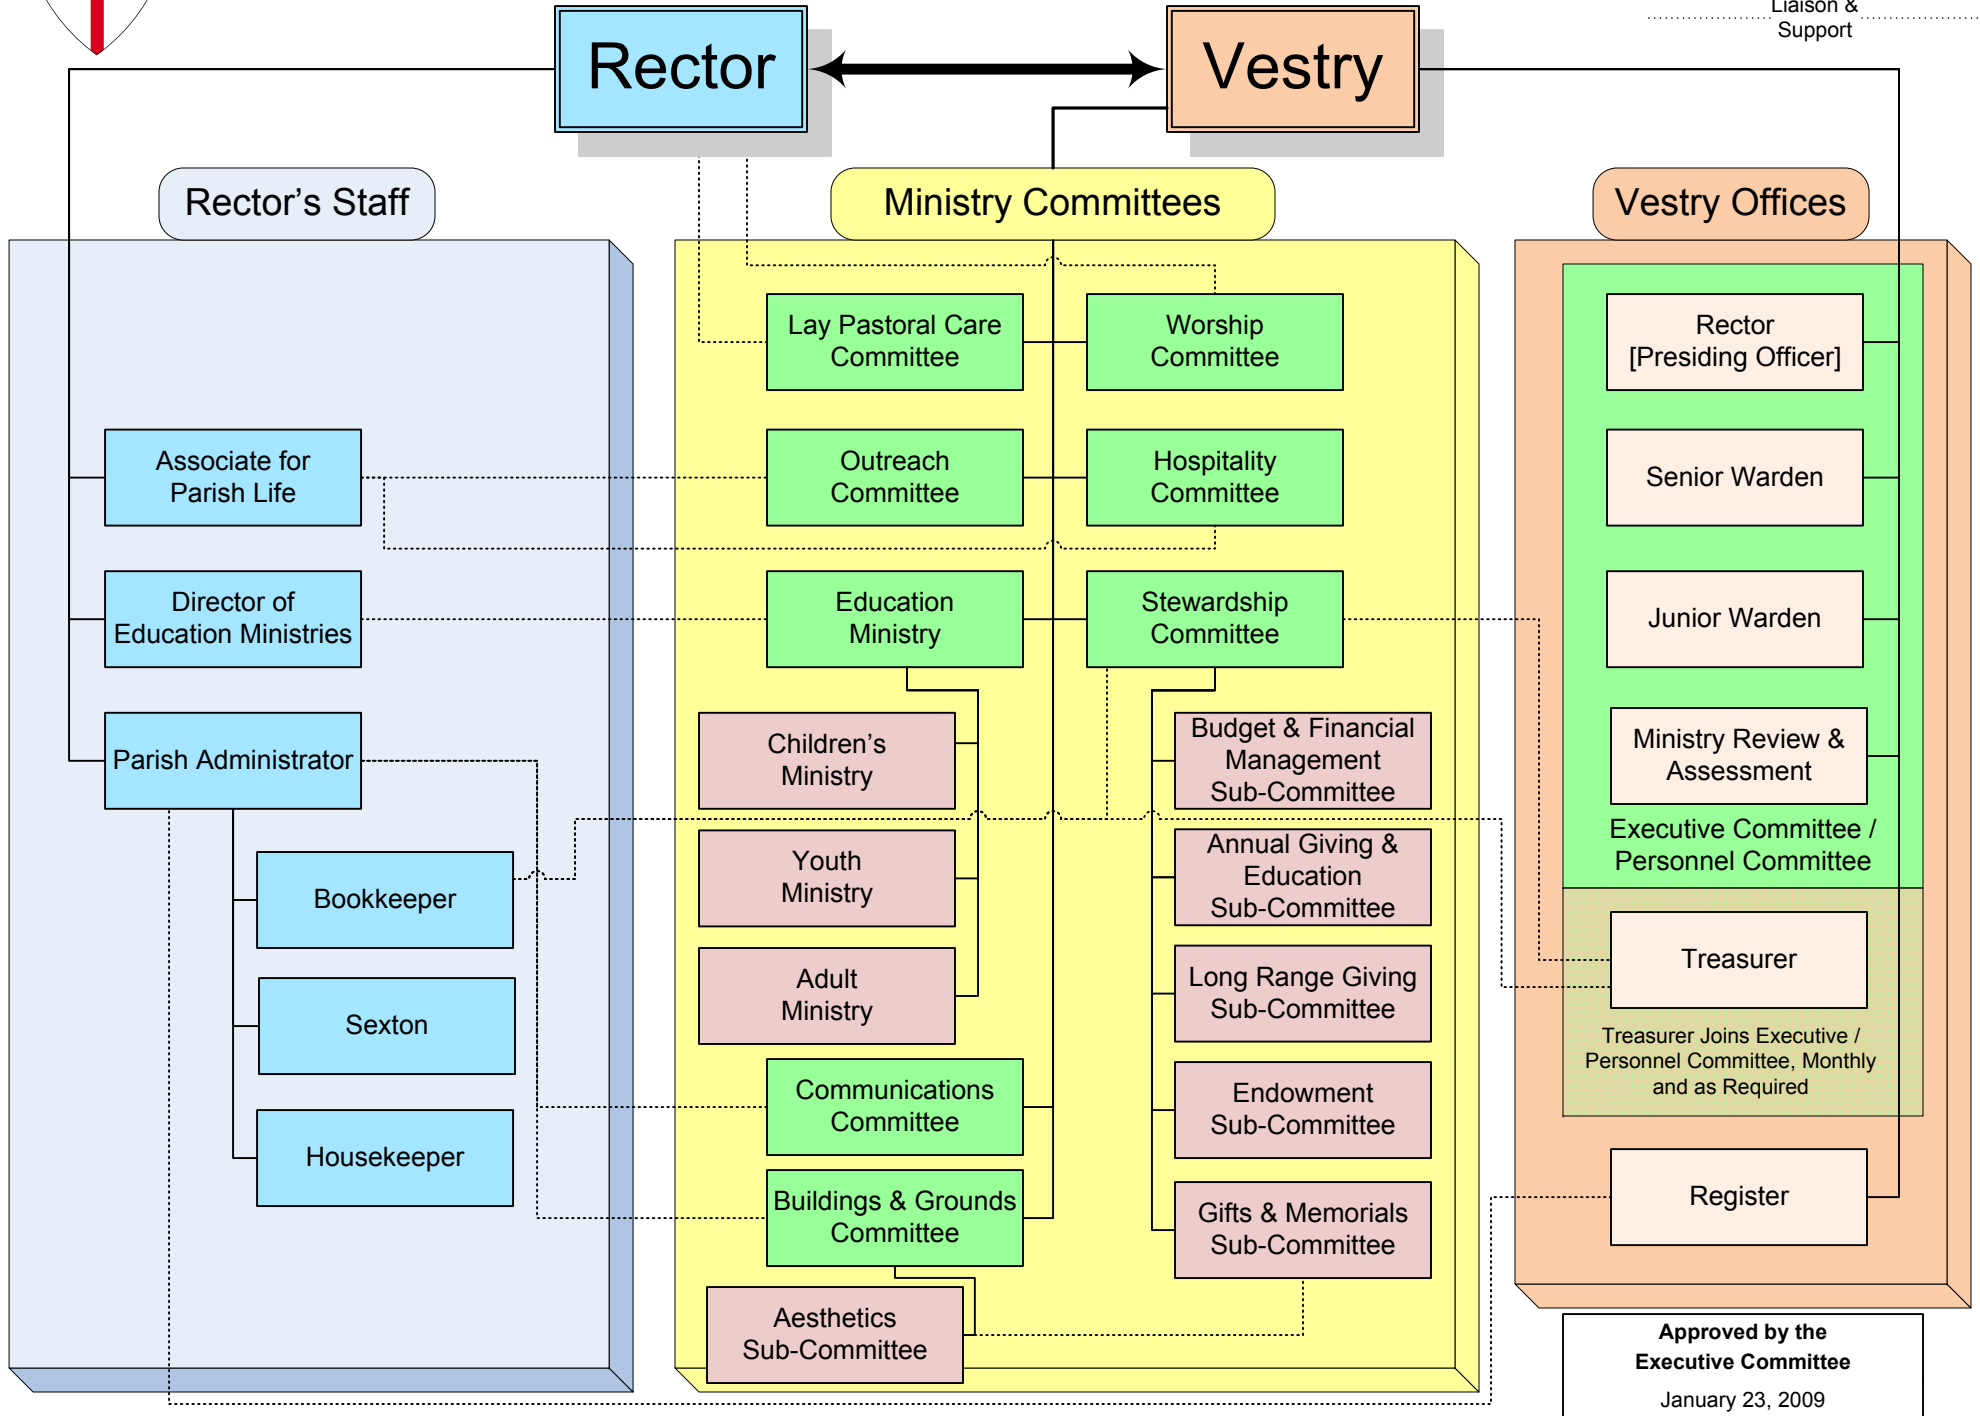 Liaison &
Support
Rector
Vestry
Rector's Staff
Ministry Committees
Vestry Offices
Associate for
Parish Life
Director of
Education Ministries
Parish Administrator
Bookkeeper
Sexton
Housekeeper
Lay Pastoral Care
Committee
Worship
Committee
Outreach
Committee
Hospitality
Committee
Education
Ministry
Stewardship
Committee
Children's
Ministry
Youth
Ministry
Adult
Ministry
Budget & Financial
Management
Sub-Committee
Annual Giving &
Education
Sub-Committee
Long Range Giving
Sub-Committee
Endowment
Sub-Committee
Gifts & Memorials
Sub-Committee
Communications
Committee
Buildings & Grounds
Committee
Aesthetics
Sub-Committee
Rector
[Presiding Officer]
Senior Warden
Junior Warden
Ministry Review &
Assessment
Executive Committee /
Personnel Committee
Treasurer
Treasurer Joins Executive /
Personnel Committee, Monthly
and as Required
Register
Approved by the
Executive Committee
January 23, 2009